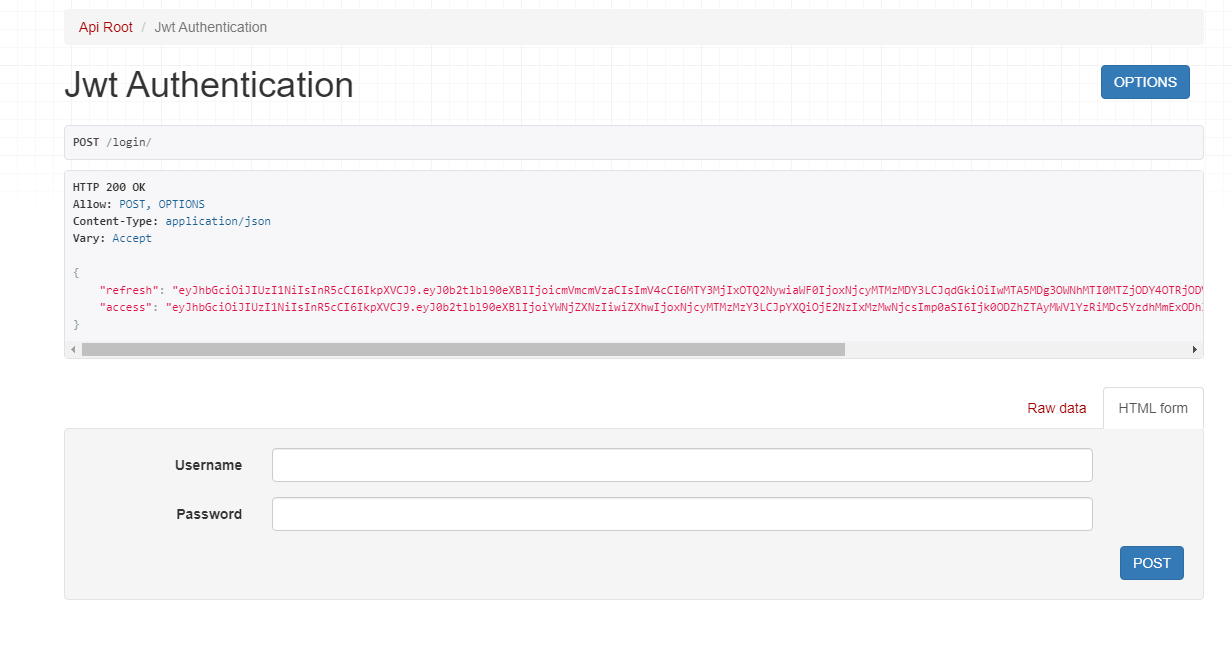 Api Root / Jwt Authentication
Jwt Authentication
OPTIONS
POST /login/
HTTP 200 OK
Allow: POST, OPTIONS
Content-Type: application/json
Vary: Accept
{
"refresh": "eyJhbGciOiJIUzI1NiIsInR5cCI6IkpXVCJ9.eyJ0b2tlbl90eXBlIjoicmVmcmVzaCIsImV4cCI6MTY3MjIxOTQ2NywiaWF0IjoxNjcyMTMzMDY3LCJqdGkiOiIwMTA5MDg3OWNhMTI0MTZjODY4OTRjODV
"access": "eyJhbGciOiJIUzI1NiIsInR5cCI6IkpXVCJ9.eyJ0b2tlbl90eXBlIjoiYWNjZXNzIiwiZXhwIjoxNjcyMTMzMzY3LCJpYXQiOjE2NzIxMzMwNjcsImp0aSI6Ijk0ODZhZTAyMWVlYzRiMDc5YzdhMmExODh
}
Raw data
HTML form
Username
Password
POST